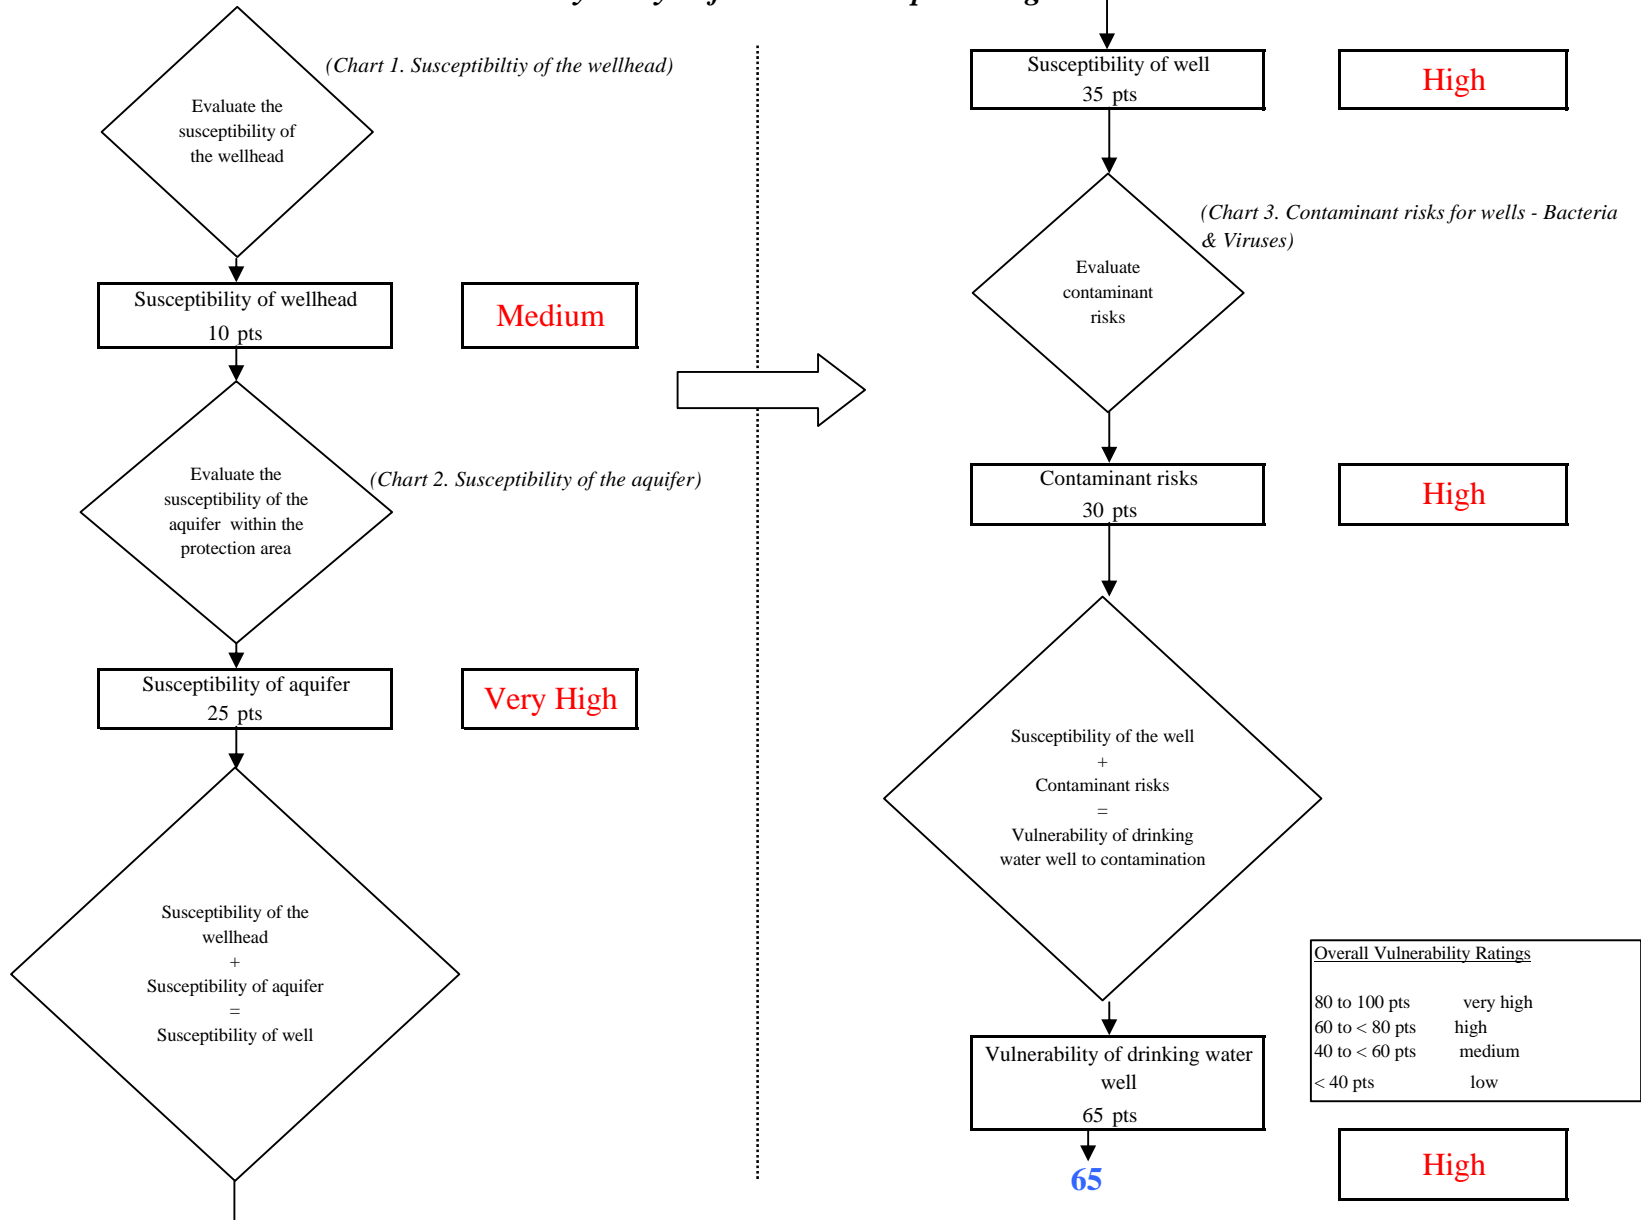 (Chart 1. Susceptibiltiy of the wellhead)
Evaluate the
susceptibility of
the wellhead
Susceptibility of wellhead
10 pts
Medium
Evaluate the
susceptibility of the
aquifer within the
protection area
(Chart 2. Susceptibility of the aquifer)
Susceptibility of aquifer
25 pts
Very High
Susceptibility of the
wellhead
+
Susceptibility of aquifer
=
Susceptibility of well
Susceptibility of well
35 pts
High
(Chart 3. Contaminant risks for wells - Bacteria
& Viruses)
Evaluate
contaminant
risks
Contaminant risks
30 pts
High
Susceptibility of the well
+
Contaminant risks
=
Vulnerability of drinking
water well to contamination
Overall Vulnerability Ratings
80 to 100 pts very high
60 to < 80 pts high
40 to < 60 pts medium
< 40 pts low
Vulnerability of drinking water
well
65 pts
65
High